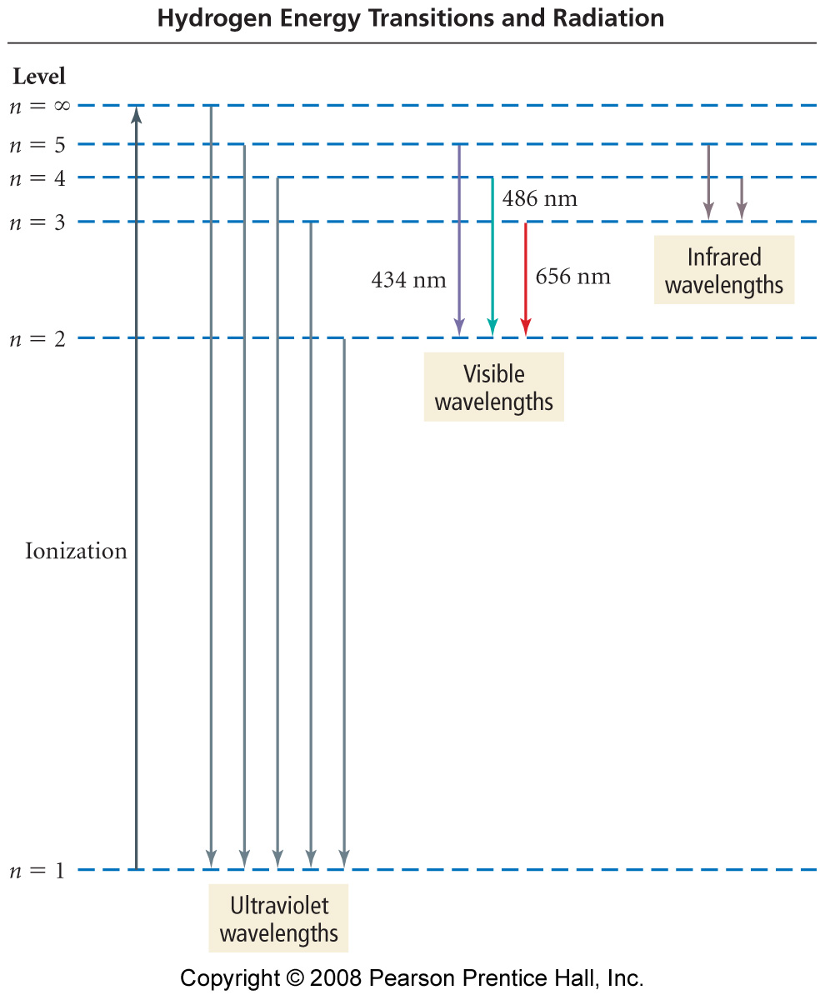 Hydrogen Energy Transitions and Radiation
Level
n = ∞
n = 5
n = 4
486 nm
n = 3
Infrared
wavelengths
434 nm
656 nm
n = 2
Visible
wavelengths
Ionization
n = 1
Ultraviolet
wavelengths
Copyright © 2008 Pearson Prentice Hall, Inc.